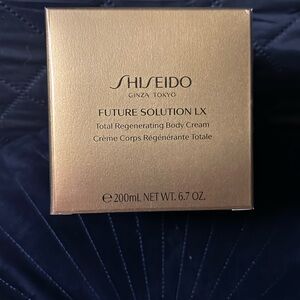 SHISEIDO
GINZA TOKYO
FUTURE SOLUTION LX
Total Regenerating Body Cream
Crème Corps Régénérante Totale
℮ 200mL NET WT. 6.7 OZ.